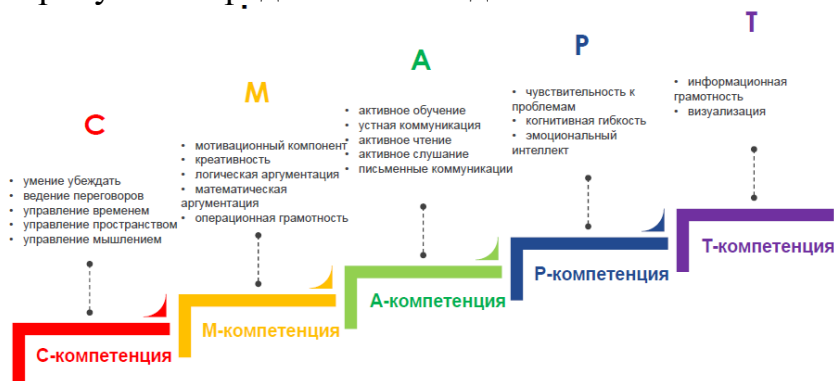 С
• умение убеждать
• ведение переговоров
• управление временем
• управление пространством
• управление мышлением
С-компетенция
М
• мотивационный компонент
• креативность
• логическая аргументация
• математическая
аргументация
• операционная грамотность
М-компетенция
А
• активное обучение
• устная коммуникация
• активное чтение
• активное слушание
• письменные коммуникации
А-компетенция
Р
• чувствительность к
проблемам
• когнитивная гибкость
• эмоциональный
интеллект
Р-компетенция
Т
• информационная
грамотность
• визуализация
Т-компетенция